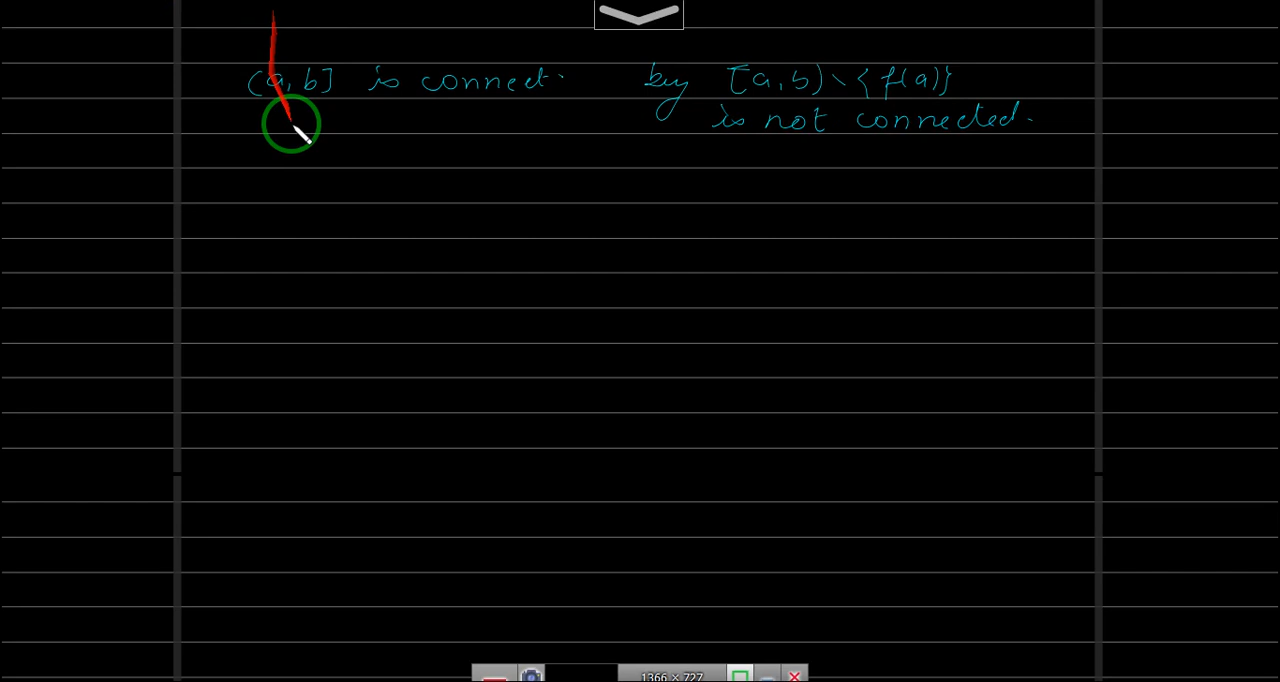 (a, b] is connect. by [a, b) \ {f(a)}
is not connected.
1366 × 727